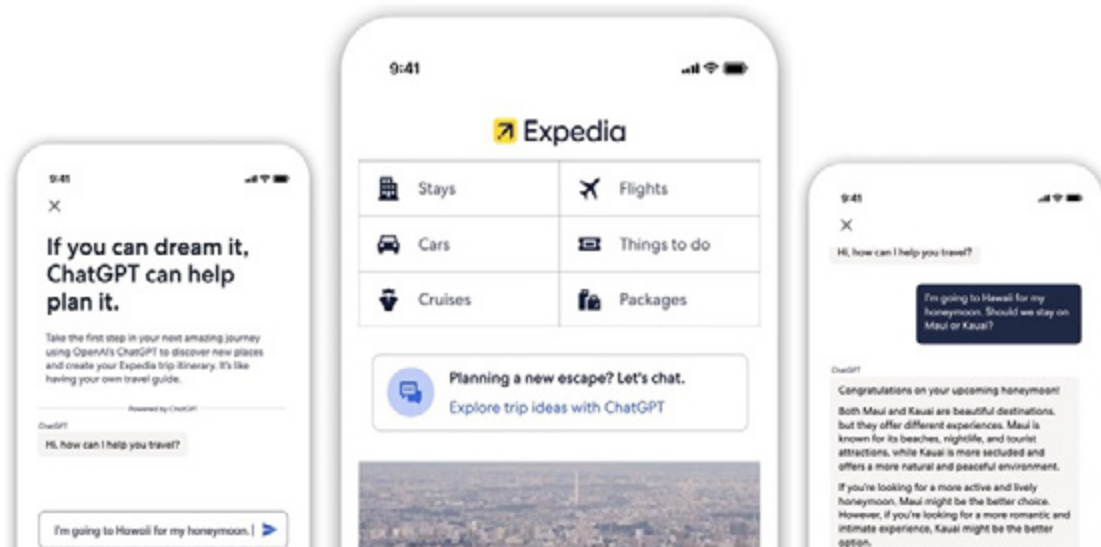 9:41
If you can dream it,
ChatGPT can help
plan it.
Take the first step in your next amazing journey
using OpenAI's ChatGPT to discover new places
and create your Expedia trip itinerary. It's like
having your own travel guide.
Powered by ChatGPT
ChatGPT
Hi, how can I help you travel?
I'm going to Hawaii for my honeymoon.
9:41
Expedia
Stays
Flights
Cars
Things to do
Cruises
Packages
Planning a new escape? Let's chat.
Explore trip ideas with ChatGPT
9:41
Hi, how can I help you travel?
I'm going to Hawaii for my
honeymoon. Should we stay on
Maui or Kauai?
ChatGPT
Congratulations on your upcoming honeymoon!
Both Maui and Kauai are beautiful destinations,
but they offer different experiences. Maui is
known for its beaches, nightlife, and tourist
attractions, while Kauai is more secluded and
offers a more natural and peaceful environment.
If you're looking for a more active and lively
honeymoon, Maui might be the better choice.
However, if you're looking for a more romantic and
intimate experience, Kauai might be the better
option.